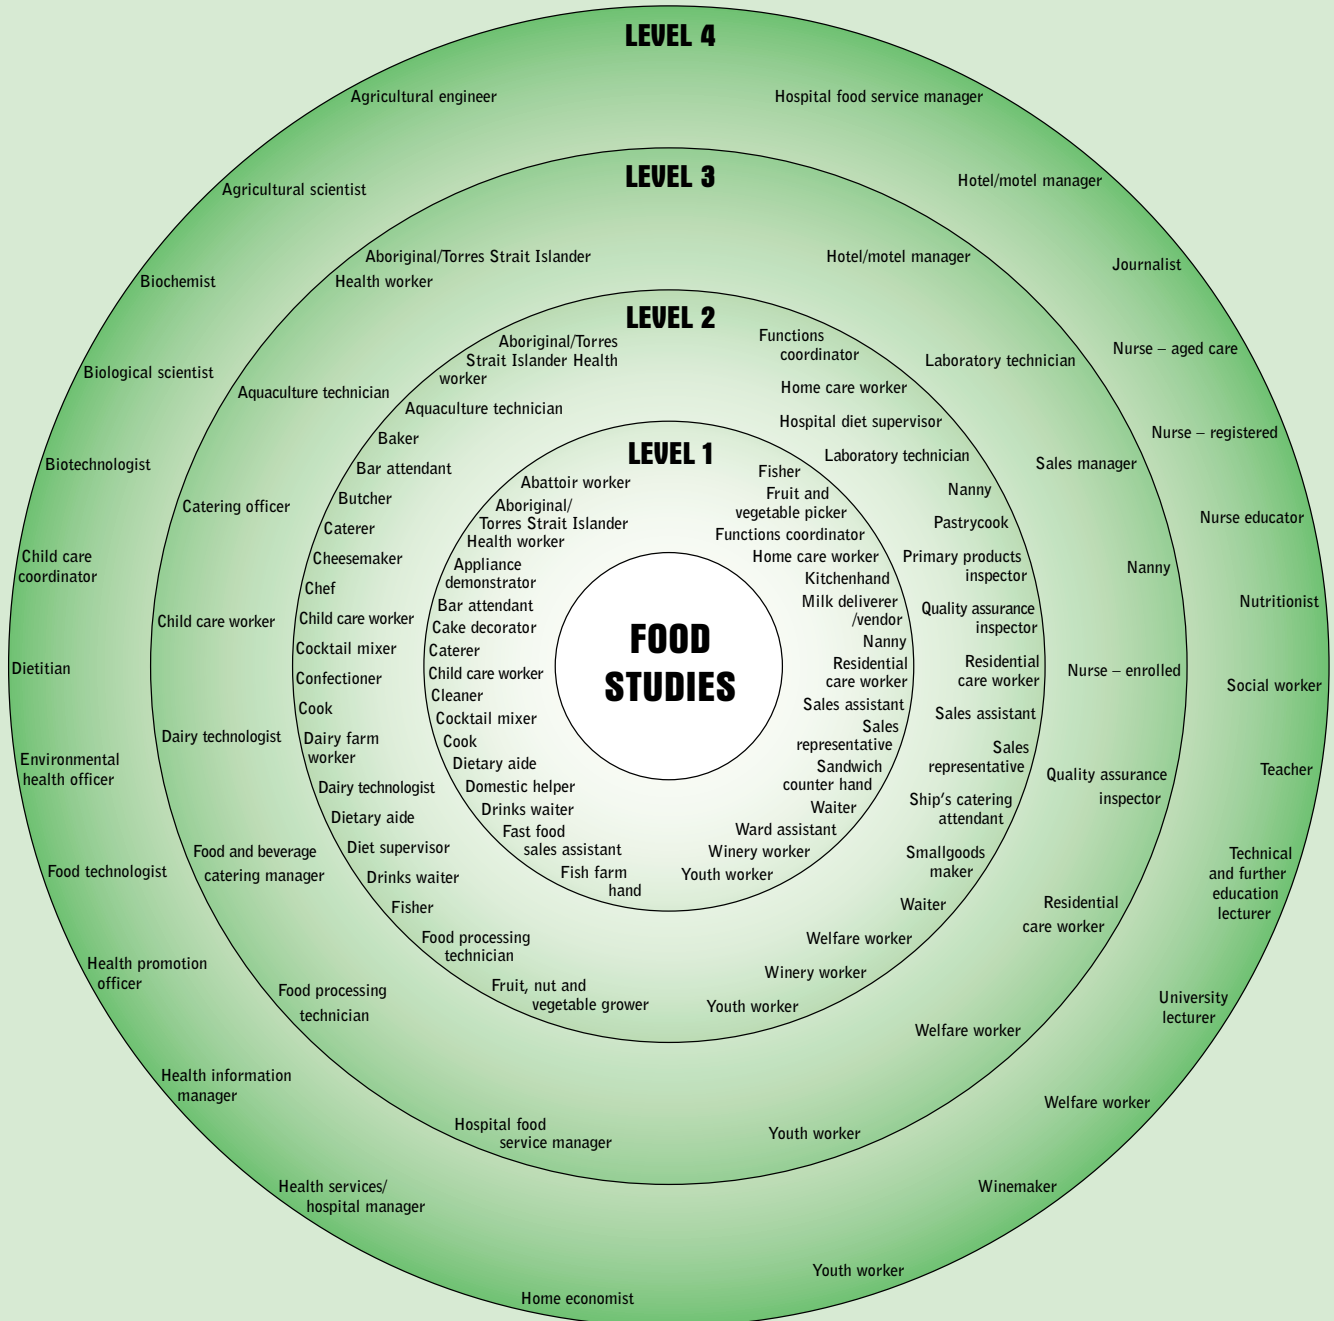 LEVEL 4
Agricultural engineer
Agricultural scientist
Biochemist
Biological scientist
Biotechnologist
Child care
coordinator
Dietitian
Environmental
health officer
Food technologist
Health promotion
officer
Health information
manager
Health services/
hospital manager
Home economist
Hospital food service manager
Hotel/motel manager
Journalist
Nurse – aged care
Nurse – registered
Nurse educator
Nutritionist
Social worker
Teacher
Technical
and further
education
lecturer
University
lecturer
Welfare worker
Winemaker
Youth worker
LEVEL 3
Aboriginal/Torres Strait Islander
Health worker
Aquaculture technician
Catering officer
Child care worker
Dairy technologist
Food and beverage
catering manager
Food processing
technician
Hospital food
service manager
Hotel/motel manager
Laboratory technician
Sales manager
Nanny
Nurse – enrolled
Quality assurance
inspector
Residential
care worker
Welfare worker
Youth worker
LEVEL 2
Aboriginal/Torres
Strait Islander Health
worker
Aquaculture technician
Baker
Bar attendant
Butcher
Caterer
Cheesemaker
Chef
Child care worker
Cocktail mixer
Confectioner
Cook
Dairy farm
worker
Dairy technologist
Dietary aide
Diet supervisor
Drinks waiter
Fisher
Food processing
technician
Fruit, nut and
vegetable grower
Functions
coordinator
Home care worker
Hospital diet supervisor
Laboratory technician
Nanny
Pastrycook
Primary products
inspector
Quality assurance
inspector
Residential
care worker
Sales assistant
Sales
representative
Ship's catering
attendant
Smallgoods
maker
Waiter
Welfare worker
Winery worker
Youth worker
LEVEL 1
Abattoir worker
Aboriginal/
Torres Strait Islander
Health worker
Appliance
demonstrator
Bar attendant
Cake decorator
Caterer
Child care worker
Cleaner
Cocktail mixer
Cook
Dietary aide
Domestic helper
Drinks waiter
Fast food
sales assistant
Fish farm
hand
Fisher
Fruit and
vegetable picker
Functions coordinator
Home care worker
Kitchenhand
Milk deliverer
/vendor
Nanny
Residential
care worker
Sales assistant
Sales
representative
Sandwich
counter hand
Waiter
Ward assistant
Winery worker
Youth worker
FOOD
STUDIES